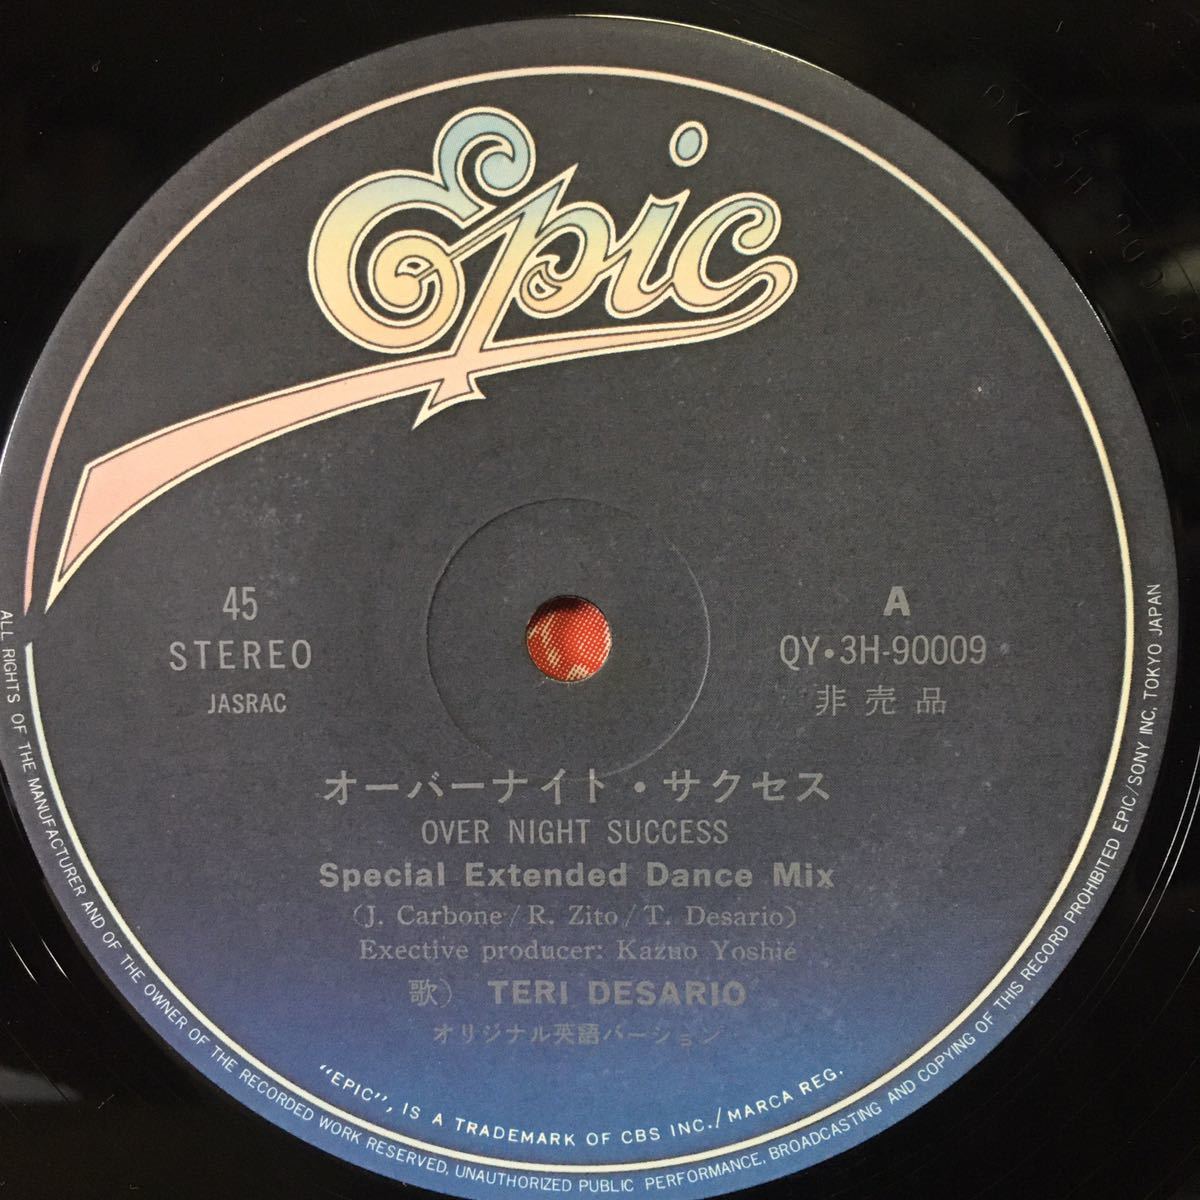 Epic
45
STEREO
JASRAC
A
QY•3H-90009
非売品
オーバーナイト・サクセス
OVER NIGHT SUCCESS
Special Extended Dance Mix
(J. Carbone/R. Zito/T. Desario)
Exective producer: Kazuo Yoshie
歌) TERI DESARIO
オリジナル英語バージョン
"EPIC", IS A TRADEMARK OF CBS INC./MARCA REG.
ALL RIGHTS OF THE MANUFACTURER AND OF THE OWNER OF THE RECORDED WORK RESERVED, UNAUTHORIZED PUBLIC PERFORMANCE, BROADCASTING AND COPYING OF THIS RECORD PROHIBITED EPIC/SONY INC, TOKYO JAPAN